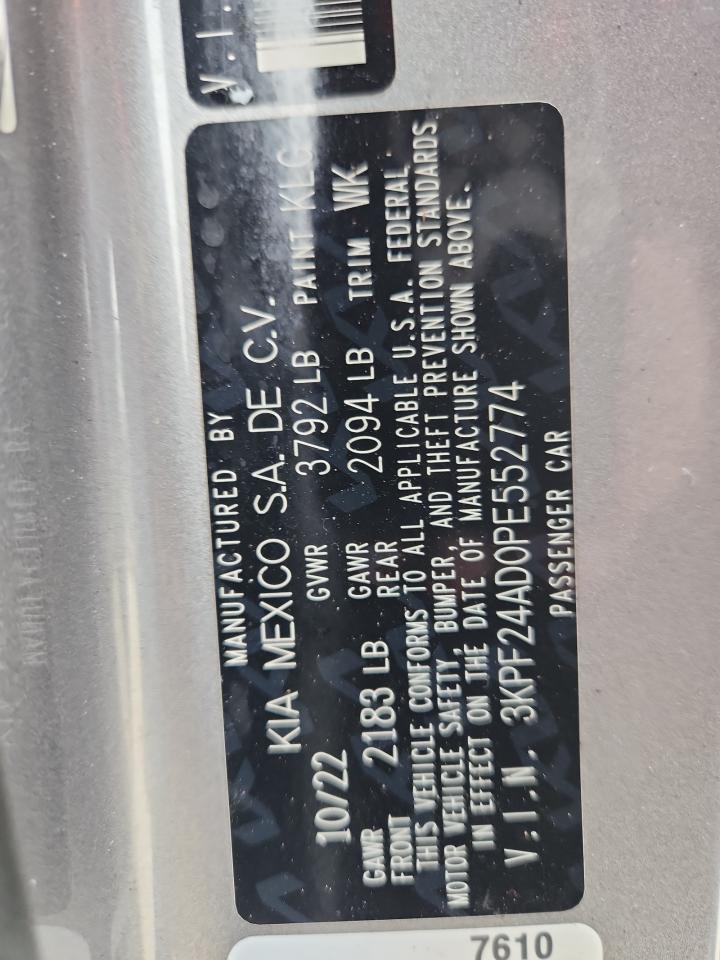 V.I.
MANUFACTURED BY
KIA MEXICO S.A. DE C.V.
10/22 GVWR 3792 LB PAINT KLG
GAWR FRONT 2183 LB GAWR REAR 2094 LB TRIM WK
THIS VEHICLE CONFORMS TO ALL APPLICABLE U.S.A. FEDERAL
MOTOR VEHICLE SAFETY, BUMPER, AND THEFT PREVENTION STANDARDS
IN EFFECT ON THE DATE OF MANUFACTURE SHOWN ABOVE.
V.I.N. 3KPF24AD0PE552774
PASSENGER CAR
7610